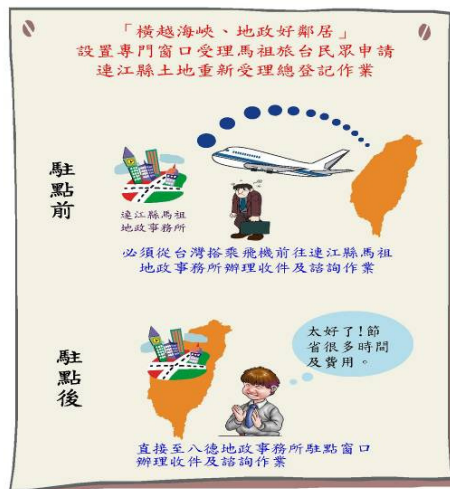 「橫越海峽、地政好鄰居」
設置專門窗口受理馬祖旅台民眾申請
連江縣土地重新受理總登記作業
駐點前
連江縣馬祖
地政事務所
必須從台灣搭乘飛機前往連江縣馬祖
地政事務所辦理收件及諮詢作業
駐點後
太好了!節
省很多時間
及費用。
直接至八德地政事務所駐點窗口
辦理收件及諮詢作業